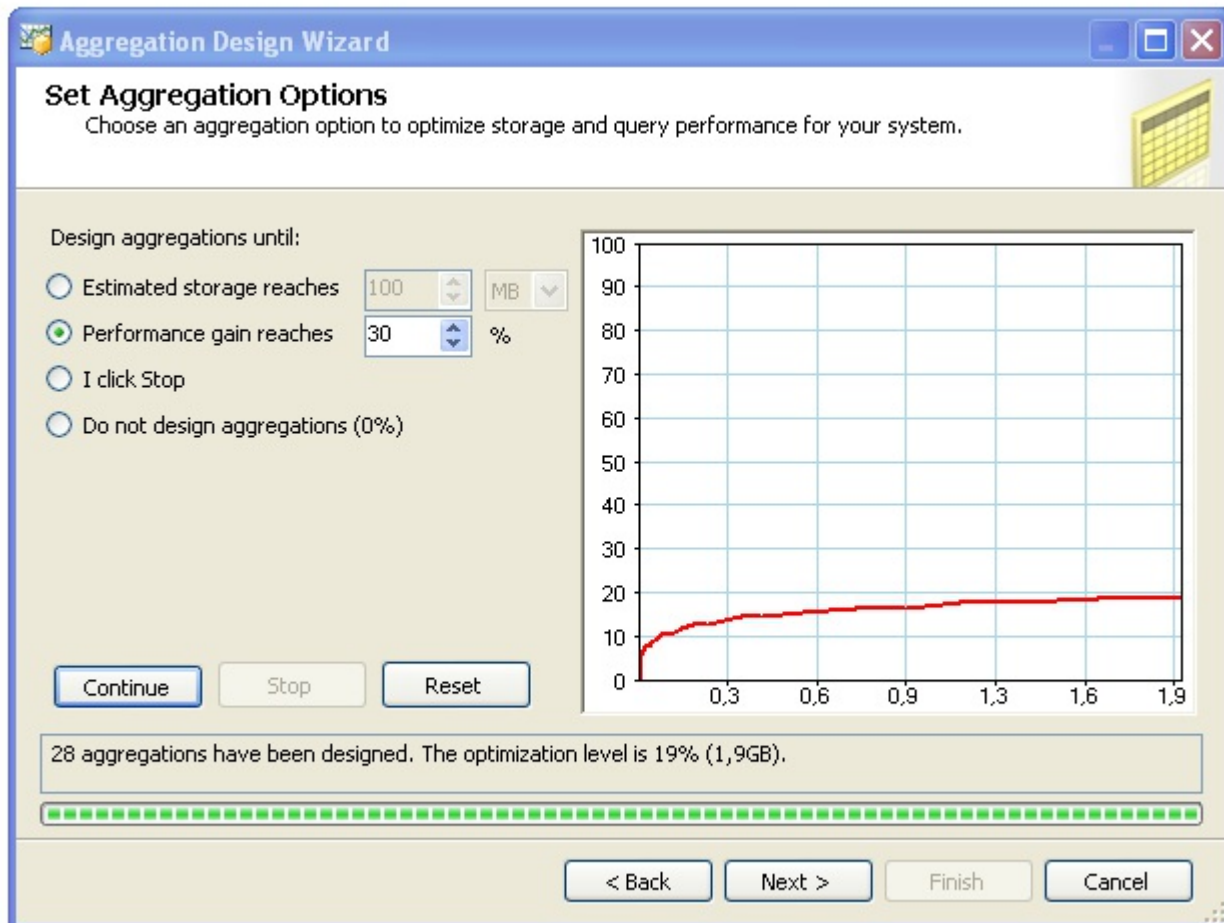 Aggregation Design Wizard
Set Aggregation Options
Choose an aggregation option to optimize storage and query performance for your system.
Design aggregations until:
Estimated storage reaches 100 MB
Performance gain reaches 30 %
I click Stop
Do not design aggregations (0%)
100
90
80
70
60
50
40
30
20
10
0
0,3 0,6 0,9 1,3 1,6 1,9
Continue Stop Reset
28 aggregations have been designed. The optimization level is 19% (1,9GB).
< Back Next > Finish Cancel